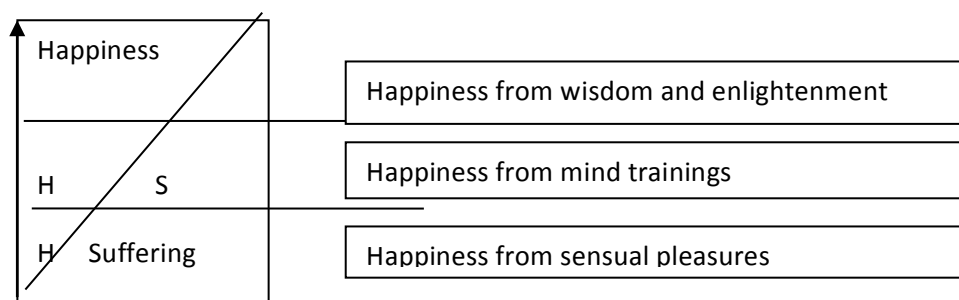 Happiness
Happiness from wisdom and enlightenment
H S
Happiness from mind trainings
H Suffering
Happiness from sensual pleasures